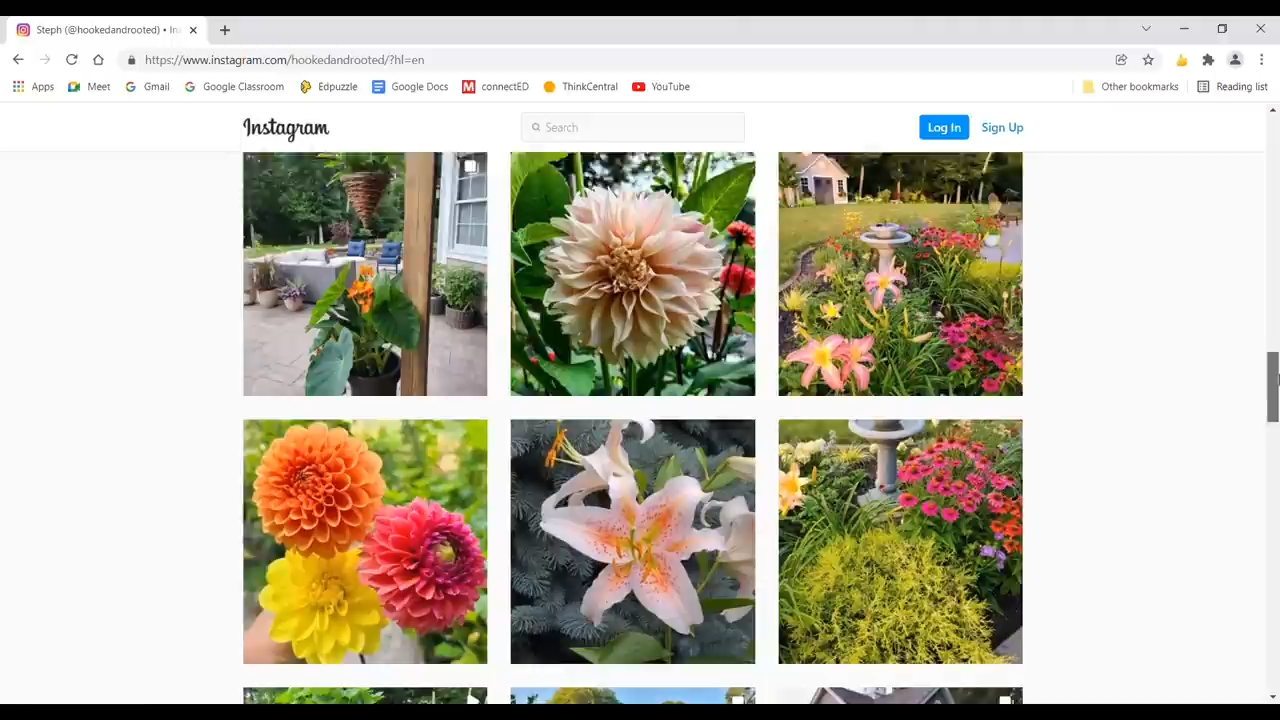 Steph (@hookedandrooted) • In
https://www.instagram.com/hookedandrooted/?hl=en
Apps Meet Gmail Google Classroom Edpuzzle Google Docs connectED ThinkCentral YouTube Other bookmarks Reading list
Instagram Search Log In Sign Up